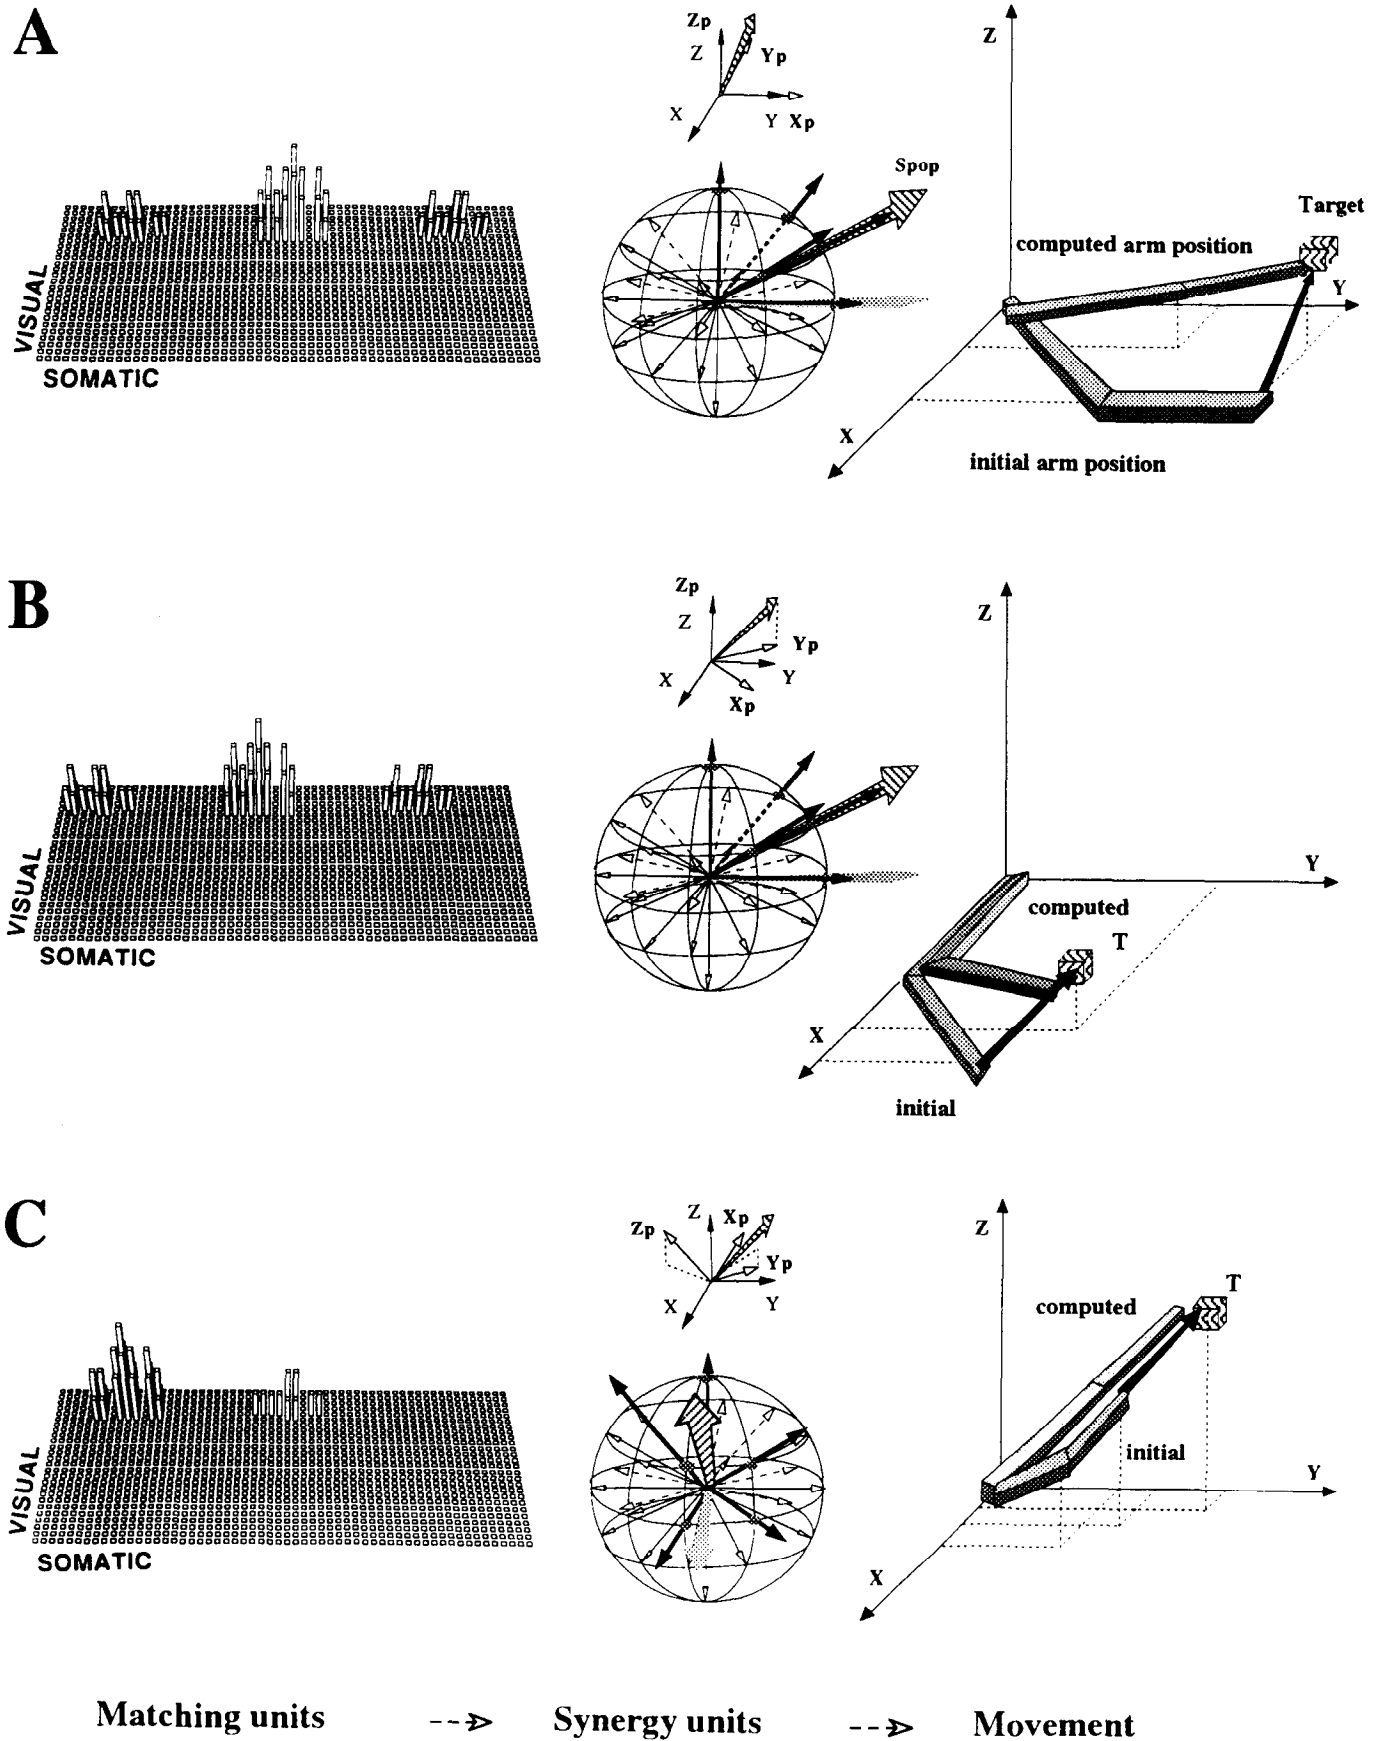 A
Zp
Z
Yp
X
Y Xp
Spop
VISUAL
SOMATIC
Z
Target
computed arm position
Y
X
initial arm position
B
Zp
Z
Yp
X
Y
Xp
VISUAL
SOMATIC
Z
Y
computed
T
X
initial
C
Zp
Z
Xp
Yp
X
Y
VISUAL
SOMATIC
Z
T
computed
initial
Y
X
Matching units
Synergy units
Movement